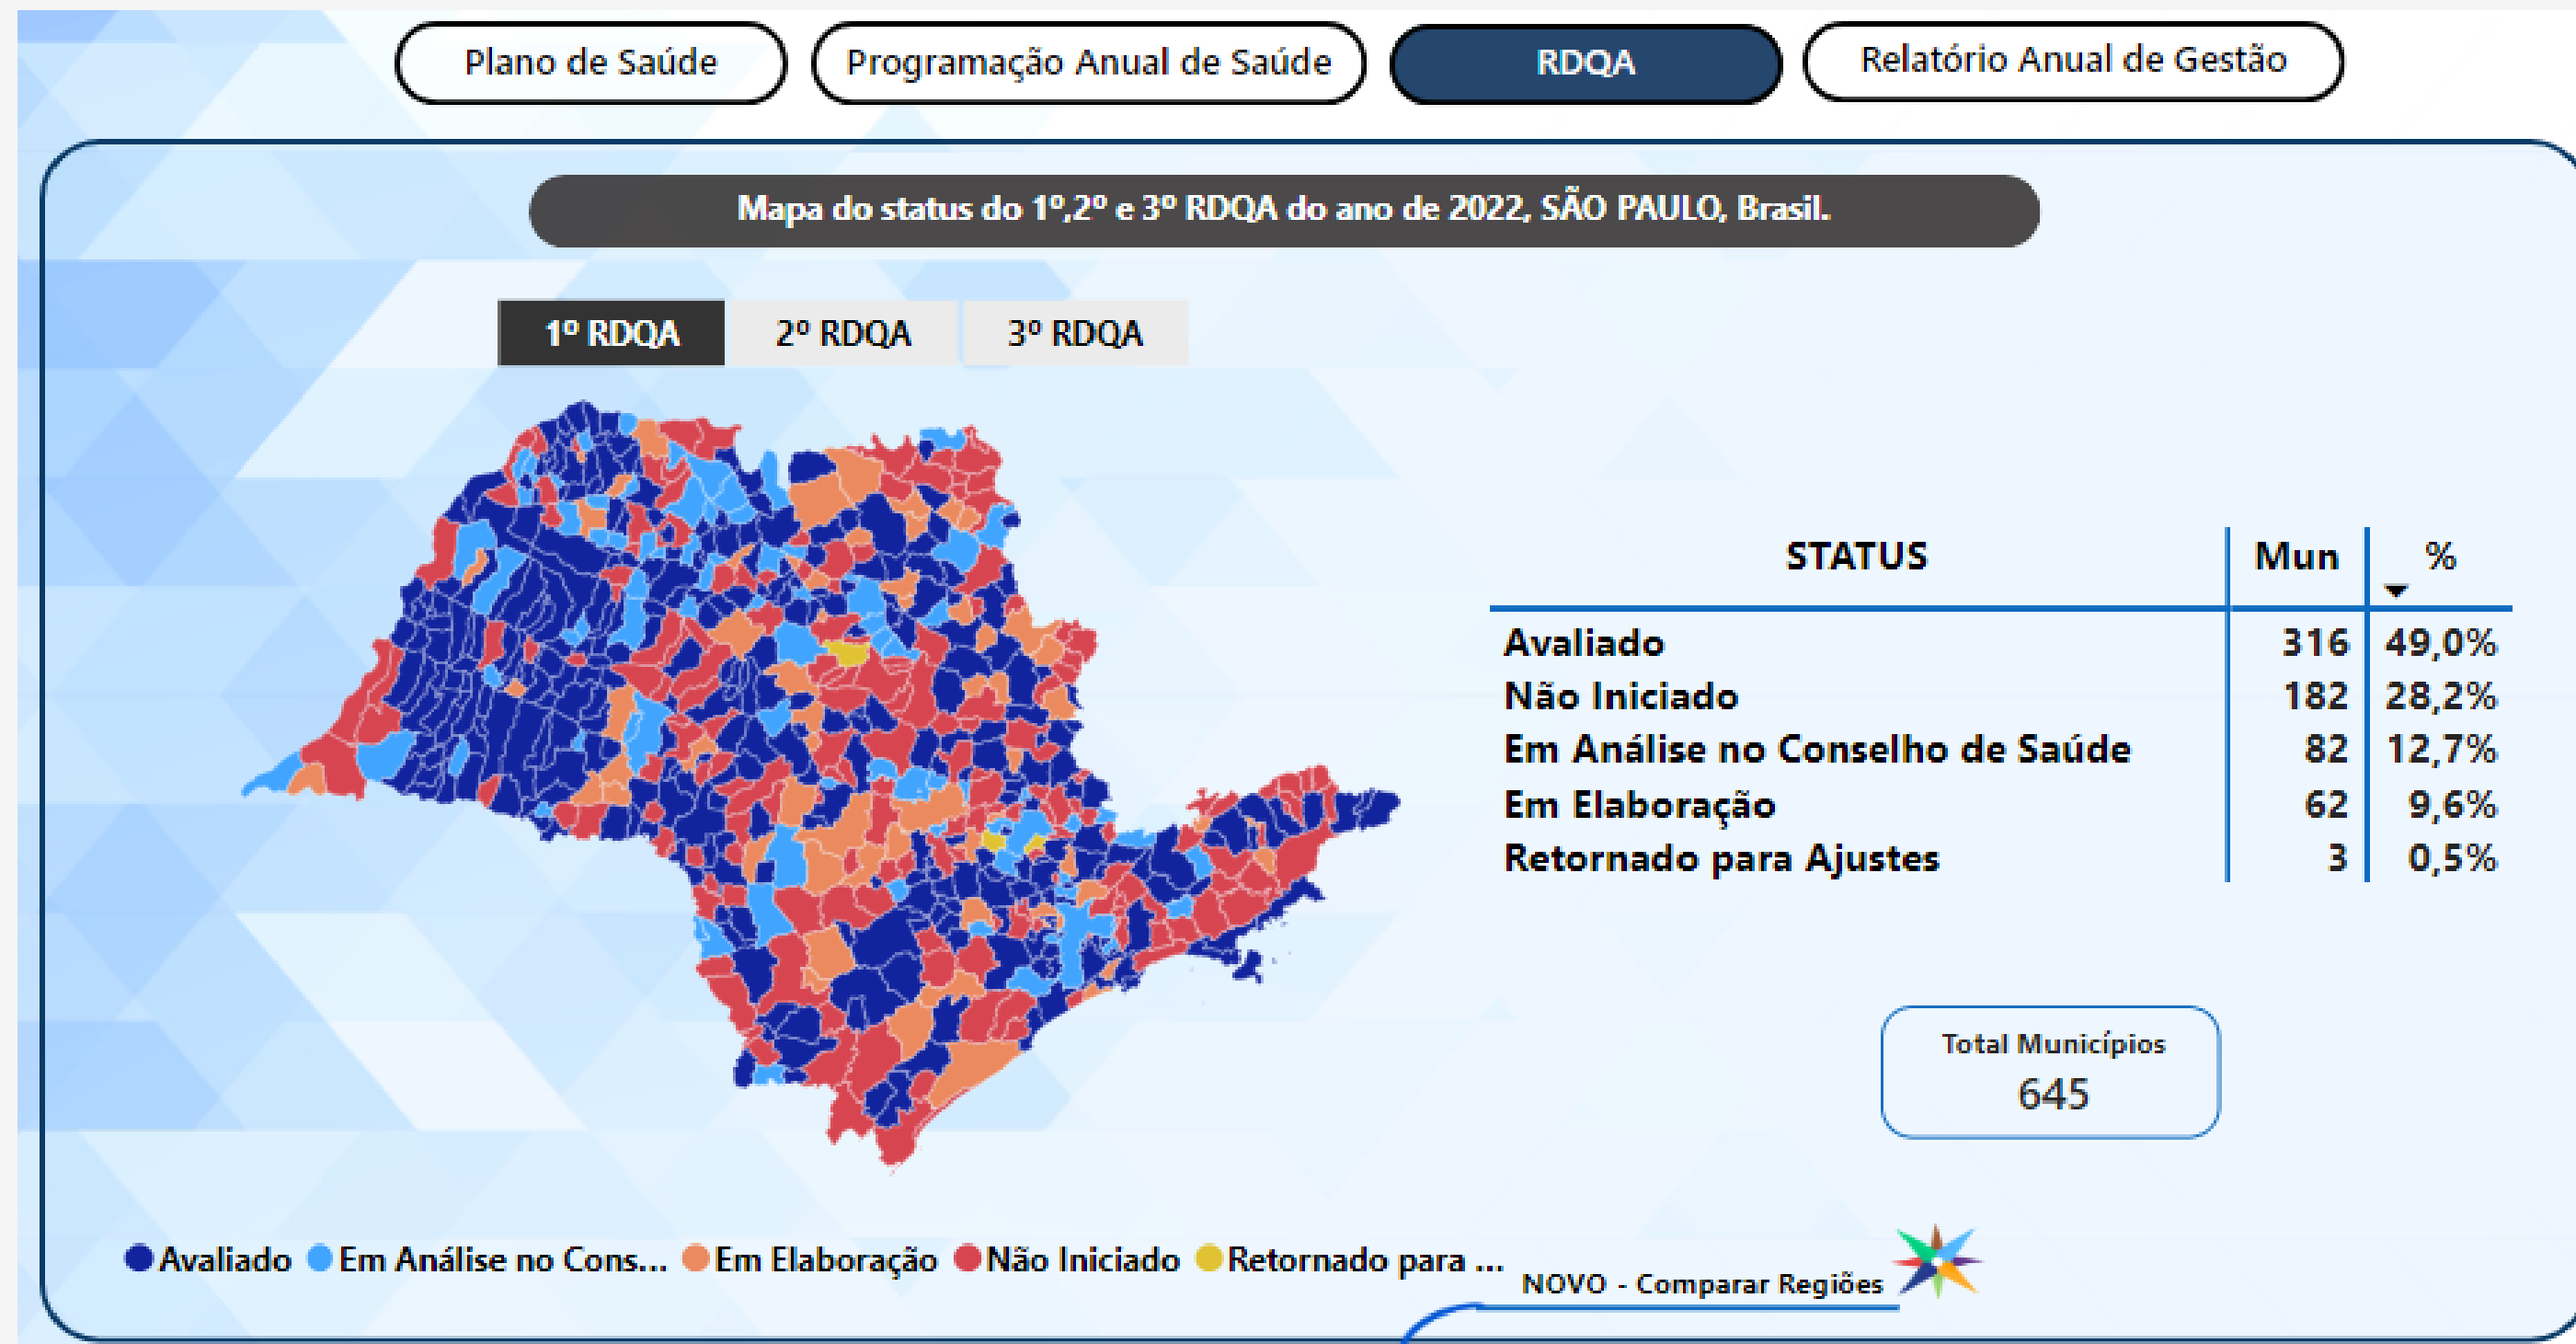 Plano de Saúde
Programação Anual de Saúde
RDQA
Relatório Anual de Gestão
Mapa do status do 1º,2º e 3º RDQA do ano de 2022, SÃO PAULO, Brasil.
1º RDQA
2º RDQA
3º RDQA
STATUS Mun %
Avaliado 316 49,0%
Não Iniciado 182 28,2%
Em Análise no Conselho de Saúde 82 12,7%
Em Elaboração 62 9,6%
Retornado para Ajustes 3 0,5%
Total Municípios
645
Avaliado Em Análise no Cons... Em Elaboração Não Iniciado Retornado para ...
NOVO - Comparar Regiões